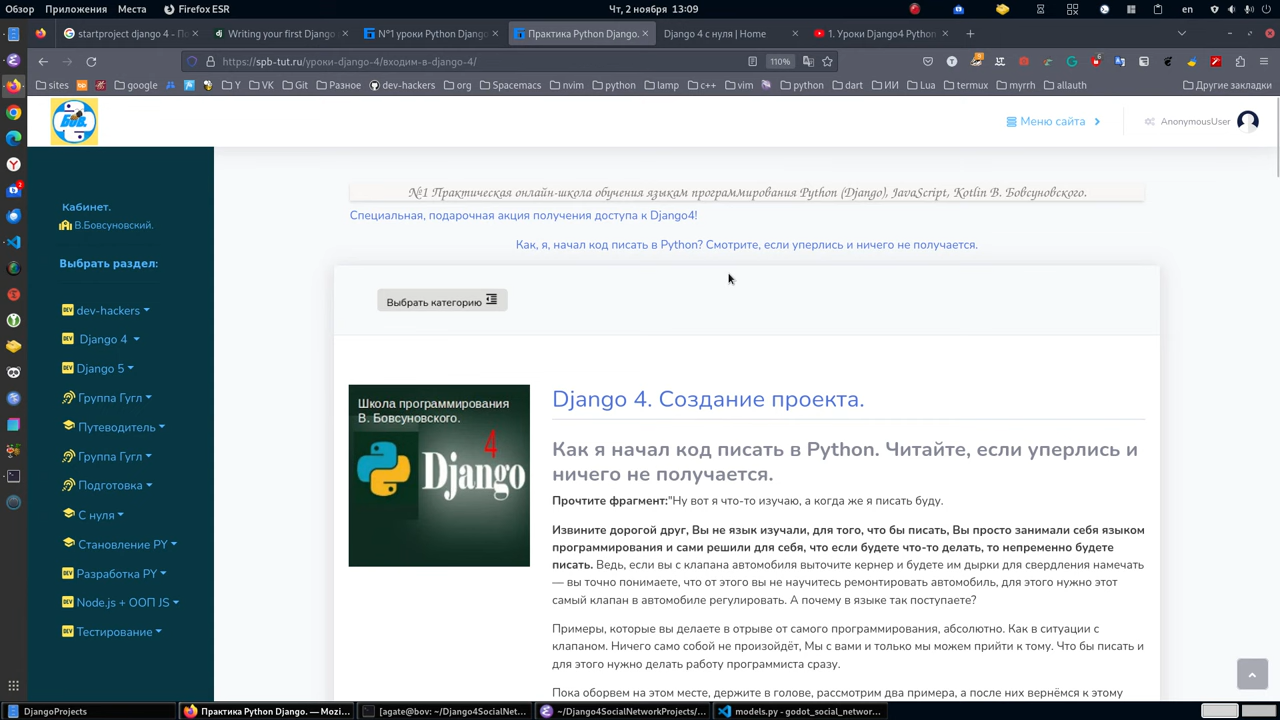 Обзор Приложения Места Firefox ESR Чт, 2 ноября 13:09 en
startproject django 4 - По Writing your first Django N°1 уроки Python Django. Практика Python Django. Django 4 с нуля | Home 1. Уроки Django4 Python
https://spb-tut.ru/уроки-django-4/входим-в-django-4/ 110%
sites bp google Y VK Git Разное dev-hackers org Spacemacs nvim python lamp c++ vim python dart ИИ Lua termux myrrh allauth Другие закладки
БОВ.
Меню сайта AnonymousUser
№1 Практическая онлайн-школа обучения языкам программирования Python (Django), JavaScript, Kotlin В. Бовсуновского.
Специальная, подарочная акция получения доступа к Django4!
Как, я, начал код писать в Python? Смотрите, если уперлись и ничего не получается.
Кабинет.
В.Бовсуновский.
Выбрать раздел:
DEV dev-hackers
DEV Django 4
DEV Django 5
Группа Гугл
Путеводитель
Группа Гугл
Подготовка
С нуля
Становление PY
DEV Разработка PY
DEV Node.js + ООП JS
DEV Тестирование
Выбрать категорию
Школа программирования
В. Бовсуновского.
4
Django
Django 4. Создание проекта.
Как я начал код писать в Python. Читайте, если уперлись и
ничего не получается.
Прочтите фрагмент:"Ну вот я что-то изучаю, а когда же я писать буду.
Извините дорогой друг, Вы не язык изучали, для того, что бы писать, Вы просто занимали себя языком
программирования и сами решили для себя, что если будете что-то делать, то непременно будете
писать. Ведь, если вы с клапана автомобиля выточите кернер и будете им дырки для свердления намечать
— вы точно понимаете, что от этого вы не научитесь ремонтировать автомобиль, для этого нужно этот
самый клапан в автомобиле регулировать. А почему в языке так поступаете?
Примеры, которые вы делаете в отрыве от самого программирования, абсолютно. Как в ситуации с
клапаном. Ничего само собой не произойдёт, Мы с вами и только мы можем прийти к тому. Что бы писать и
для этого нужно делать работу программиста сразу.
Пока оборвем на этом месте, держите в голове, рассмотрим два примера, а после них вернёмся к этому
DjangoProjects Практика Python Django. — Mozi... [agate@bov: ~/Django4SocialNet... ~/Django4SocialNetworkProjects/... models.py - godot_social_networ...